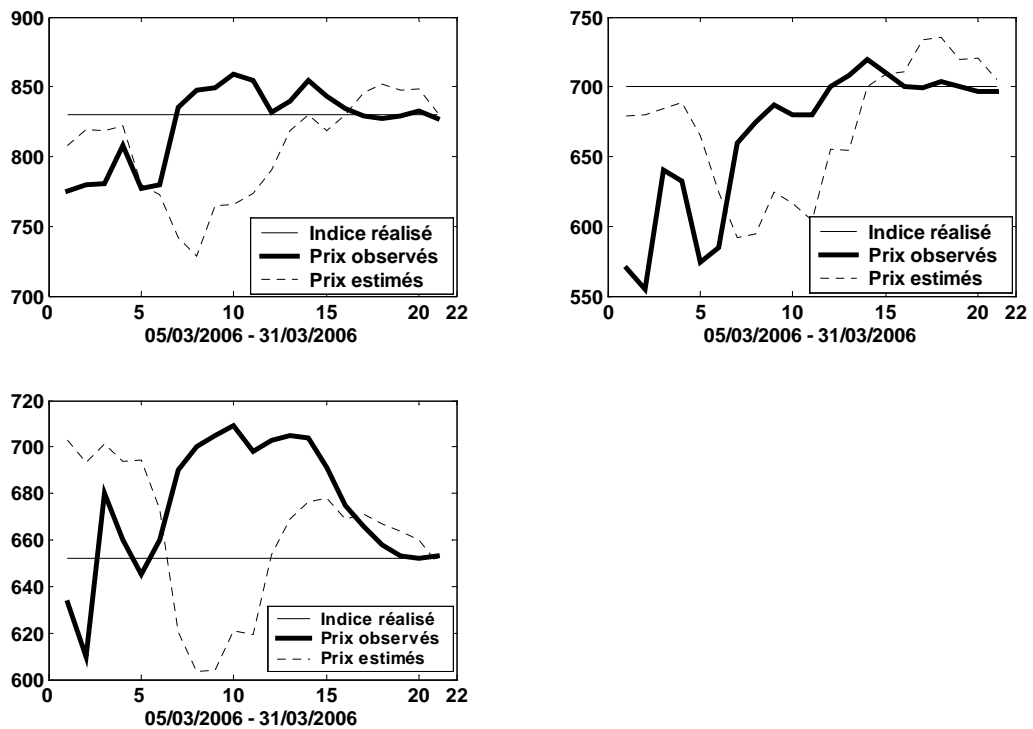 900
850
800
750
700
0 5 10 15 20 22
05/03/2006 - 31/03/2006
Indice réalisé
Prix observés
Prix estimés
750
700
650
600
550
0 5 10 15 20 22
05/03/2006 - 31/03/2006
Indice réalisé
Prix observés
Prix estimés
720
700
680
660
640
620
600
0 5 10 15 20 22
05/03/2006 - 31/03/2006
Indice réalisé
Prix observés
Prix estimés